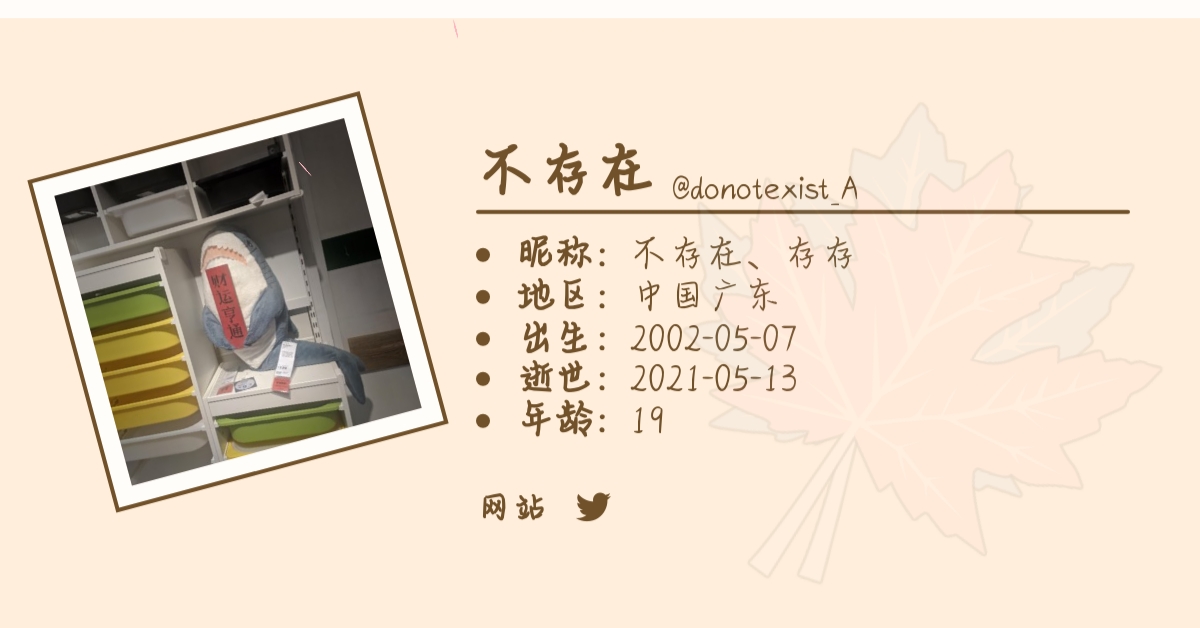 财运亨通
不存在 @donotexist_A
昵称：不存在、存存
地区：中国广东
出生：2002-05-07
逝世：2021-05-13
年龄：19
网站